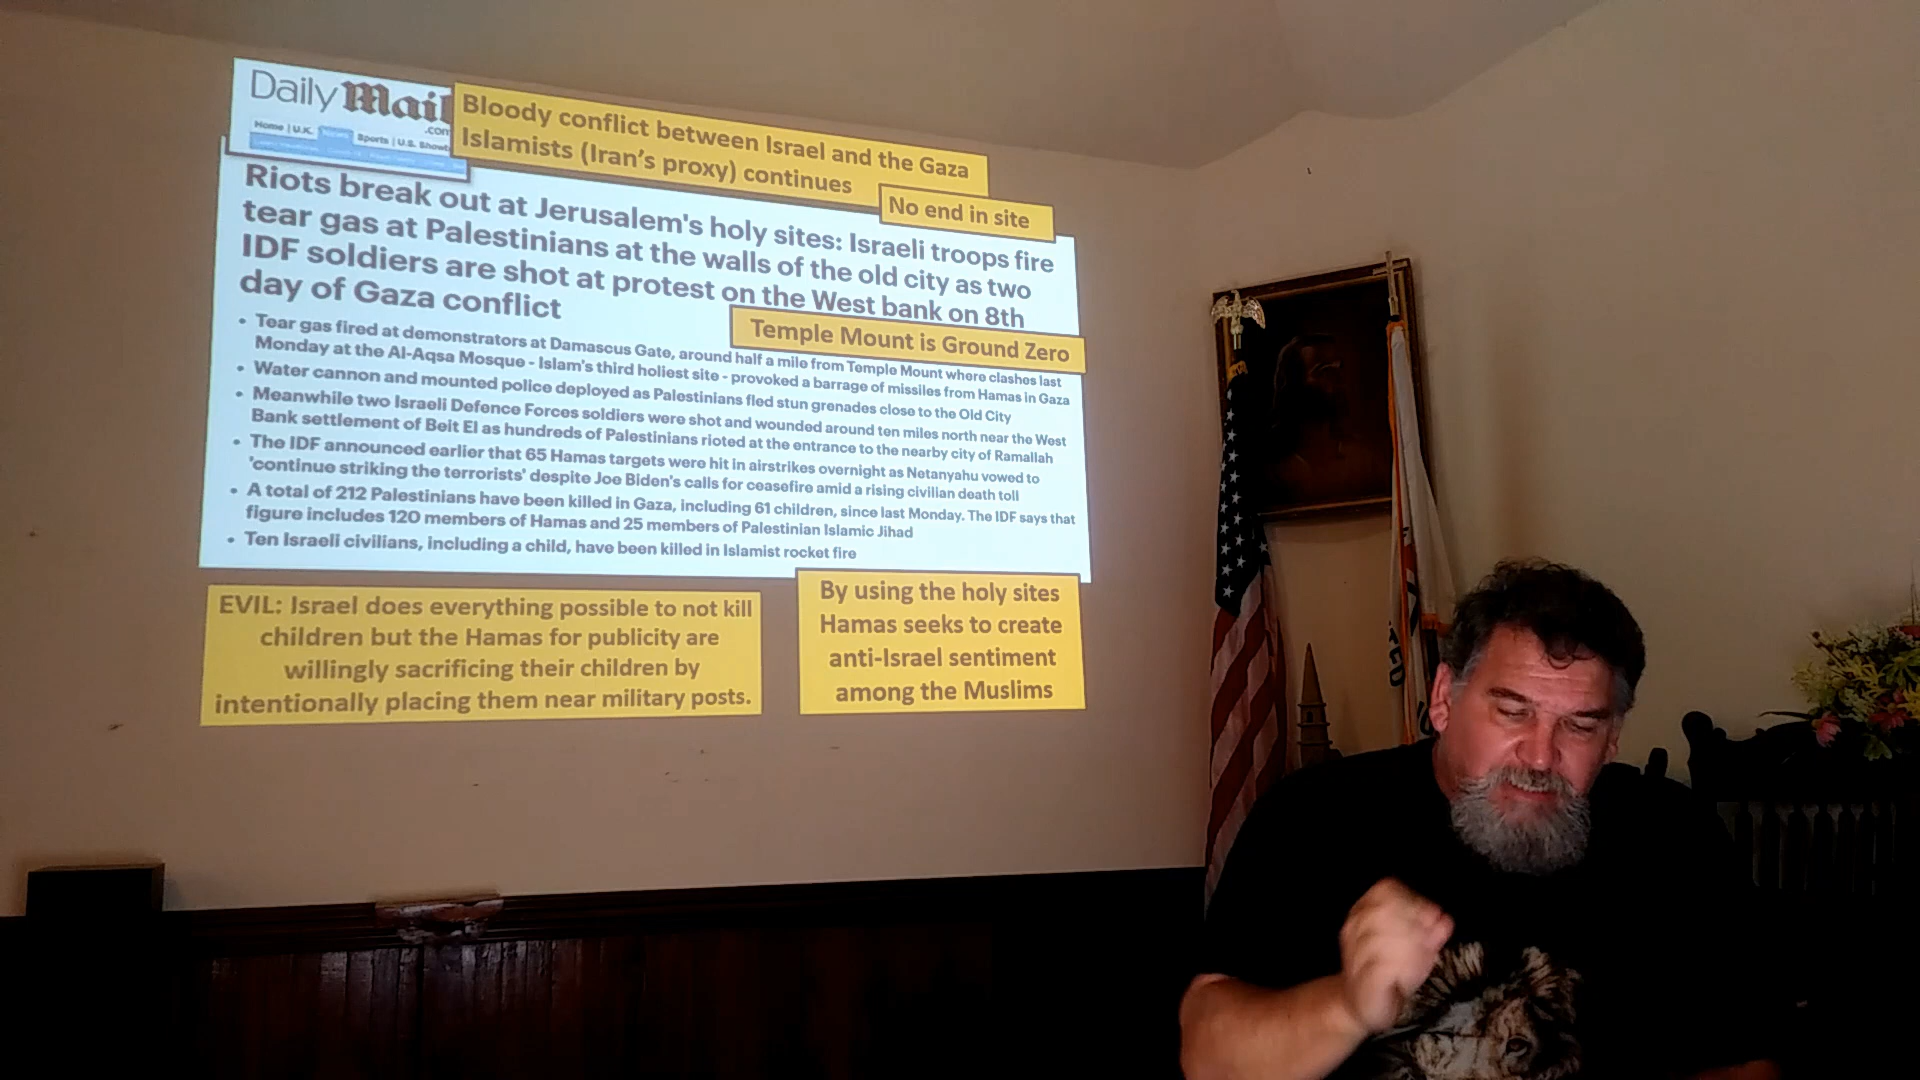 Daily Mail
.com
Home | U.K. News Sports | U.S. Showb
Bloody conflict between Israel and the Gaza
Islamists (Iran's proxy) continues
No end in site
Riots break out at Jerusalem's holy sites: Israeli troops fire
tear gas at Palestinians at the walls of the old city as two
IDF soldiers are shot at protest on the West bank on 8th
day of Gaza conflict
Temple Mount is Ground Zero
• Tear gas fired at demonstrators at Damascus Gate, around half a mile from Temple Mount where clashes last
Monday at the Al-Aqsa Mosque - Islam's third holiest site - provoked a barrage of missiles from Hamas in Gaza
• Water cannon and mounted police deployed as Palestinians fled stun grenades close to the Old City
• Meanwhile two Israeli Defence Forces soldiers were shot and wounded around ten miles north near the West
Bank settlement of Beit El as hundreds of Palestinians rioted at the entrance to the nearby city of Ramallah
• The IDF announced earlier that 65 Hamas targets were hit in airstrikes overnight as Netanyahu vowed to
'continue striking the terrorists' despite Joe Biden's calls for ceasefire amid a rising civilian death toll
• A total of 212 Palestinians have been killed in Gaza, including 61 children, since last Monday. The IDF says that
figure includes 120 members of Hamas and 25 members of Palestinian Islamic Jihad
• Ten Israeli civilians, including a child, have been killed in Islamist rocket fire
EVIL: Israel does everything possible to not kill
children but the Hamas for publicity are
willingly sacrificing their children by
intentionally placing them near military posts.
By using the holy sites
Hamas seeks to create
anti-Israel sentiment
among the Muslims